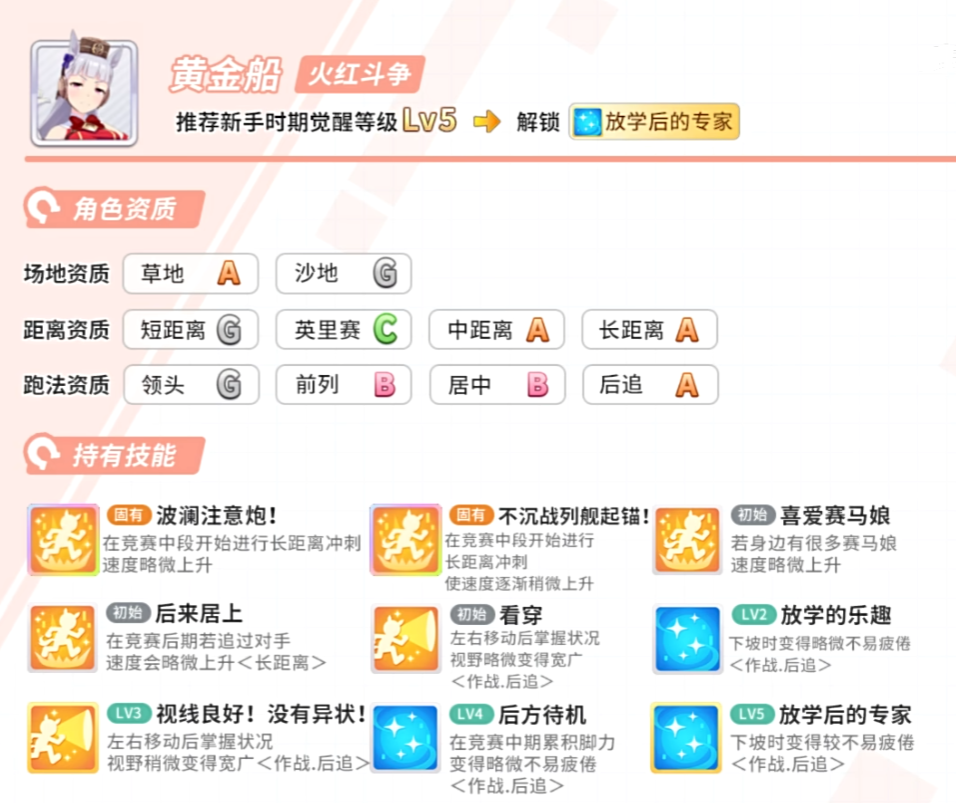 黄金船 火红斗争
推荐新手时期觉醒等级Lv5 解锁 放学后的专家
角色资质
场地资质 草地 A 沙地 G
距离资质 短距离 G 英里赛 C 中距离 A 长距离 A
跑法资质 领头 G 前列 B 居中 B 后追 A
持有技能
固有 波澜注意炮！
在竞赛中段开始进行长距离冲刺
速度略微上升
固有 不沉战列舰起锚！
在竞赛中段开始进行
长距离冲刺
使速度逐渐稍微上升
初始 喜爱赛马娘
若身边有很多赛马娘
速度略微上升
初始 后来居上
在竞赛后期若追过对手
速度会略微上升＜长距离＞
初始 看穿
左右移动后掌握状况
视野略微变得宽广
＜作战.后追＞
LV2 放学的乐趣
下坡时变得略微不易疲倦
＜作战.后追＞
LV3 视线良好！没有异状！
左右移动后掌握状况
视野稍微变得宽广＜作战.后追＞
LV4 后方待机
在竞赛中期累积脚力
变得略微不易疲倦
＜作战.后追＞
LV5 放学后的专家
下坡时变得较不易疲倦
＜作战.后追＞